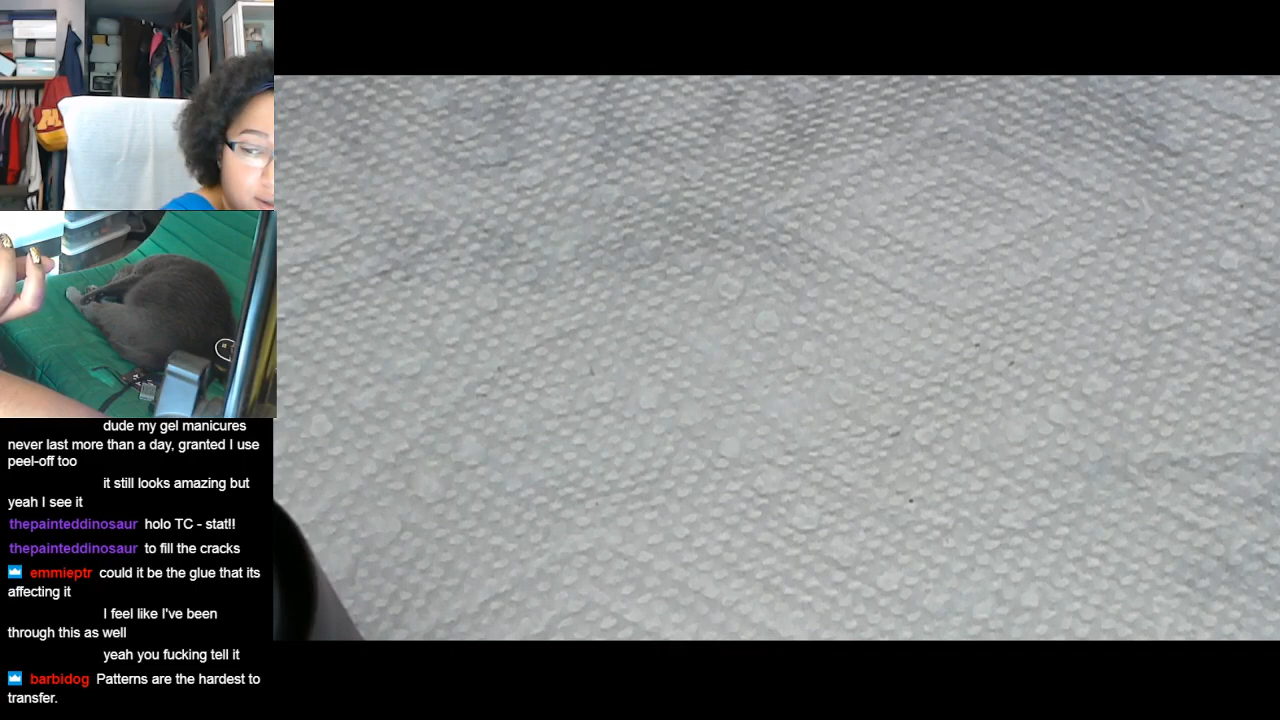 dude my gel manicures
never last more than a day, granted I use
peel-off too
it still looks amazing but
yeah I see it
thepainteddinosaur holo TC - stat!!
thepainteddinosaur to fill the cracks
emmieptr could it be the glue that its
affecting it
I feel like I've been
through this as well
yeah you fucking tell it
barbidog Patterns are the hardest to
transfer.